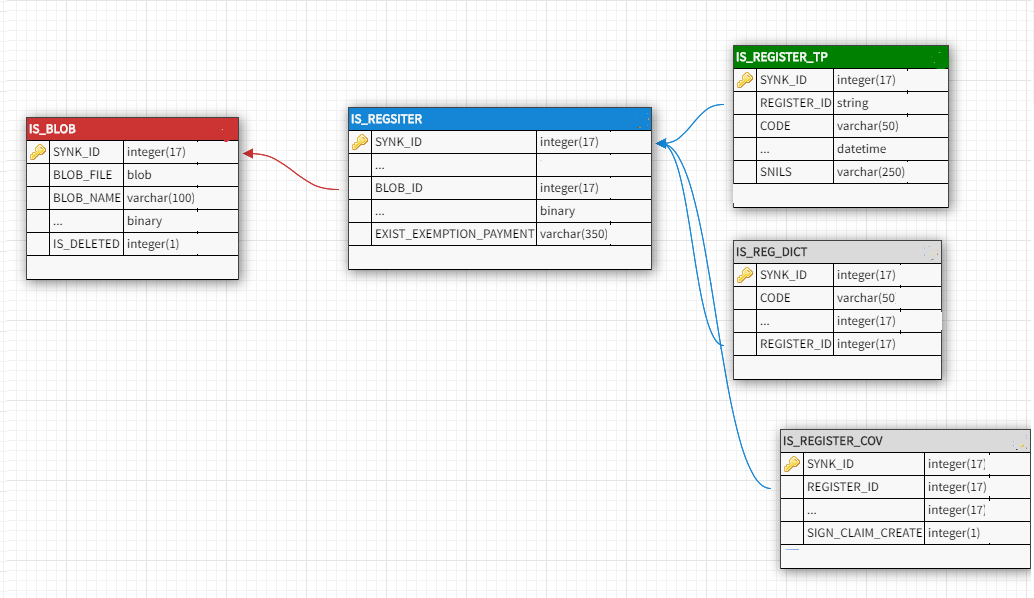 IS_BLOB
SYNK_ID integer(17)
BLOB_FILE blob
BLOB_NAME varchar(100)
... binary
IS_DELETED integer(1)
IS_REGSITER
SYNK_ID integer(17)
...
BLOB_ID integer(17)
... binary
EXIST_EXEMPTION_PAYMENT varchar(350)
IS_REGISTER_TP
SYNK_ID integer(17)
REGISTER_ID string
CODE varchar(50)
... datetime
SNILS varchar(250)
IS_REG_DICT
SYNK_ID integer(17)
CODE varchar(50
... integer(17)
REGISTER_ID integer(17)
IS_REGISTER_COV
SYNK_ID integer(17)
REGISTER_ID integer(17)
... integer(17)
SIGN_CLAIM_CREATE integer(1)